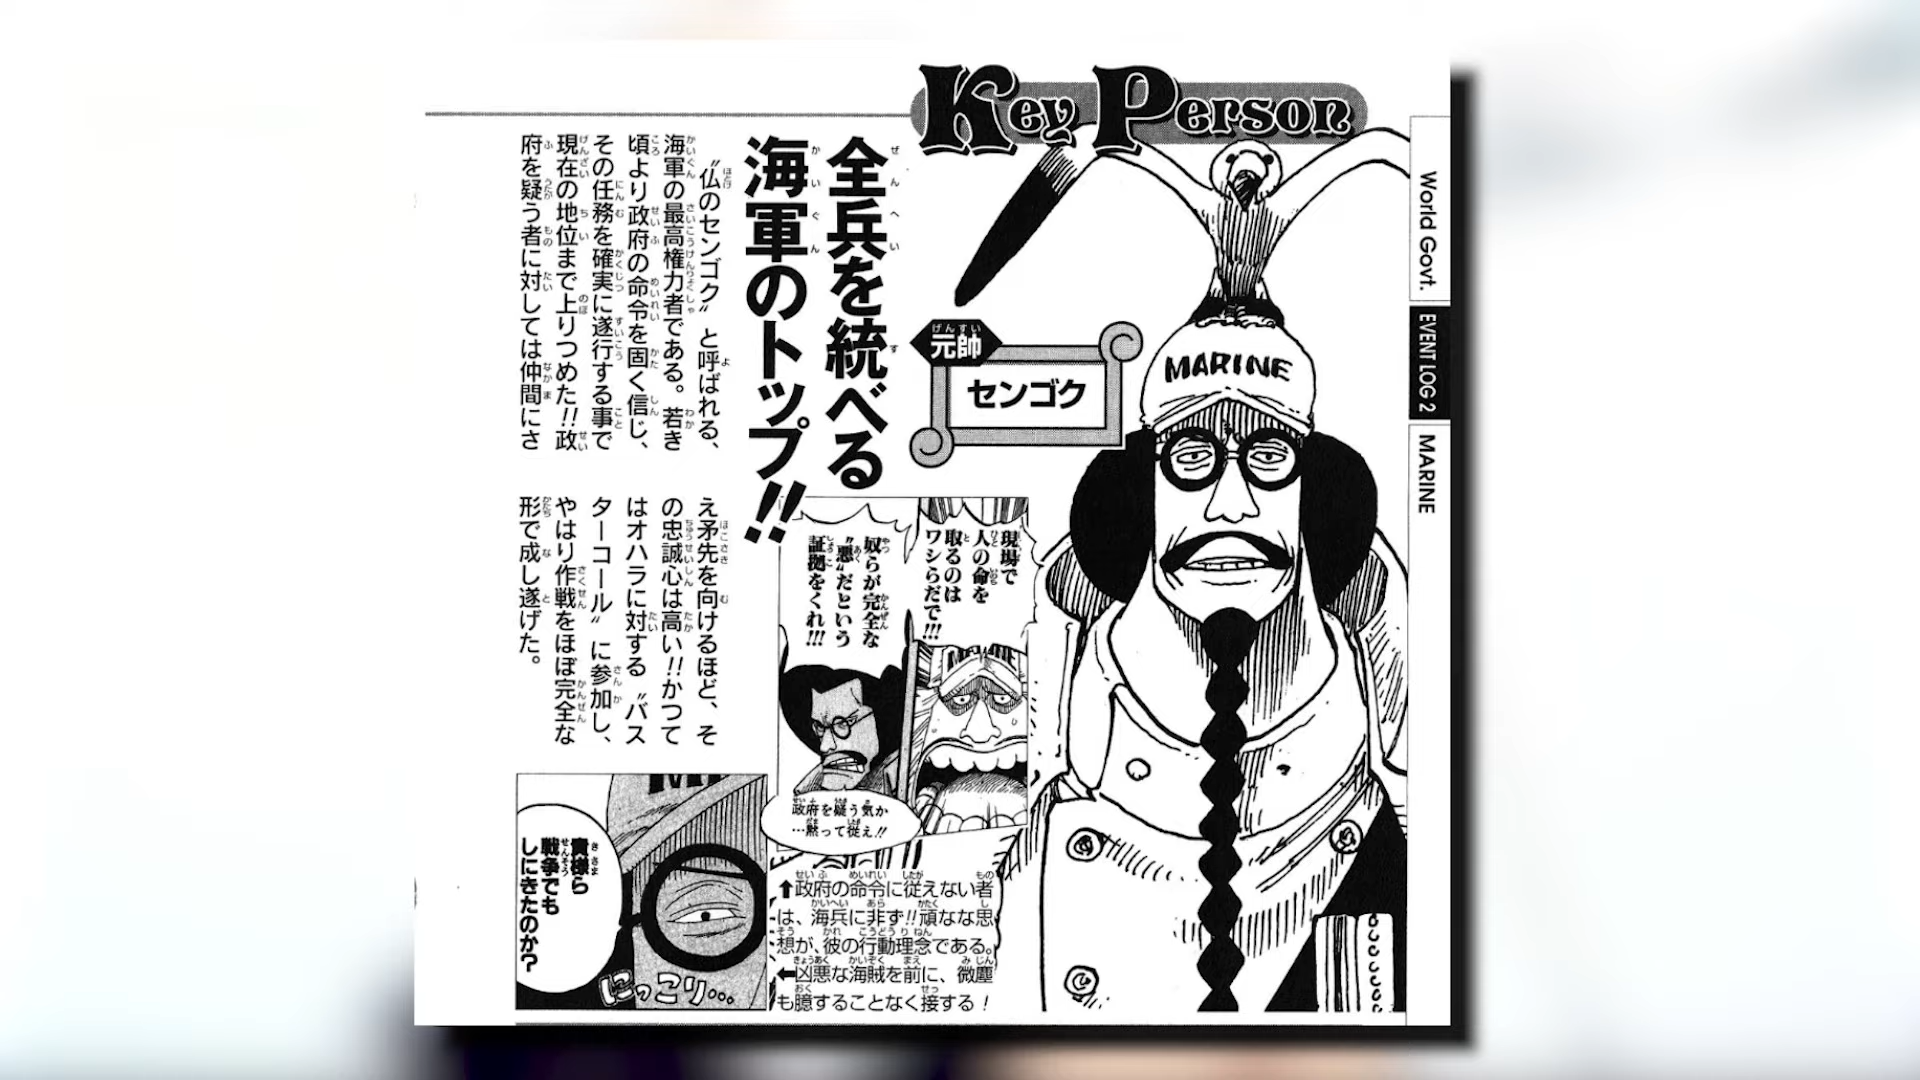 Key Person
World Govt.
EVENT LOG 2
MARINE
MARINE
元帥
センゴク
全兵を統べる
海軍のトップ!!
〝仏のセンゴク〟と呼ばれる、
海軍の最高権力者である。若き
頃より政府の命令を固く信じ、
その任務を確実に遂行する事で
現在の地位まで上りつめた!!政
府を疑う者に対しては仲間にさ
え矛先を向けるほど、そ
の忠誠心は高い!!かつて
はオハラに対する〝バス
ターコール〟に参加し、
やはり作戦をほぼ完全な
形で成し遂げた。
現場で
人の命を
取るのは
ワシらだで!!!
奴らが完全な
〝悪〟だという
証拠をくれ!!!
政府を疑う気か
…黙って従え!!
⬆政府の命令に従えない者
は、海兵に非ず!!頑なな思
想が、彼の行動理念である。
⬅凶悪な海賊を前に、微塵
も臆することなく接する!
貴様ら
戦争でも
しにきたのか?
にっこり…